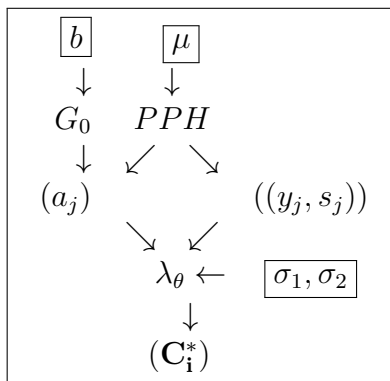 b μ
G₀ PPH
(a_j) ((y_j, s_j))
λ_θ ← σ₁, σ₂
(C*_i)